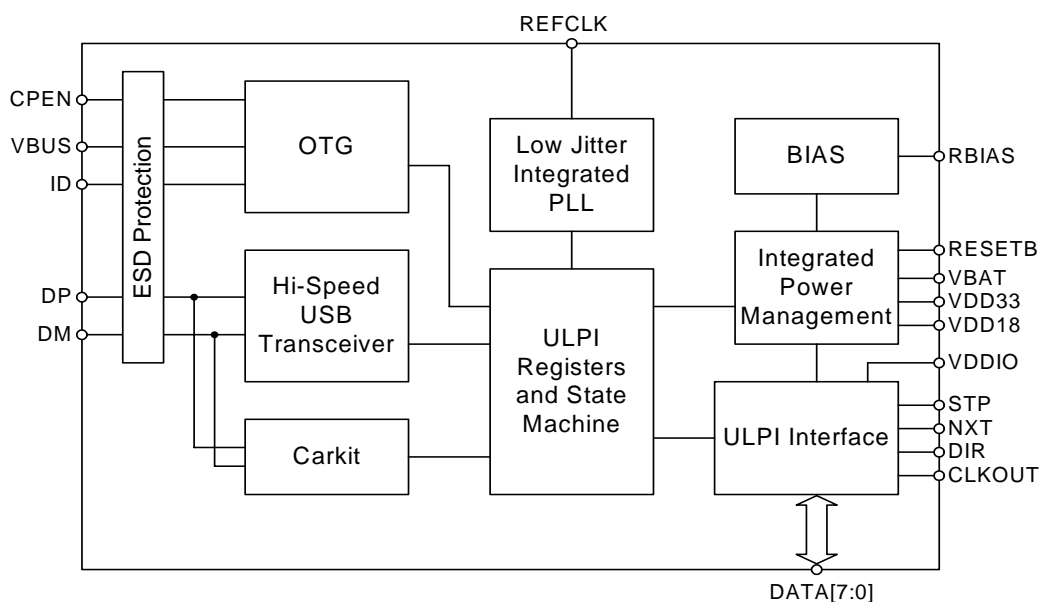 REFCLK
CPEN
VBUS
ID
DP
DM
ESD Protection
OTG
Hi-Speed
USB
Transceiver
Carkit
Low Jitter
Integrated
PLL
ULPI
Registers
and State
Machine
BIAS
Integrated
Power
Management
ULPI Interface
RBIAS
RESETB
VBAT
VDD33
VDD18
VDDIO
STP
NXT
DIR
CLKOUT
DATA[7:0]